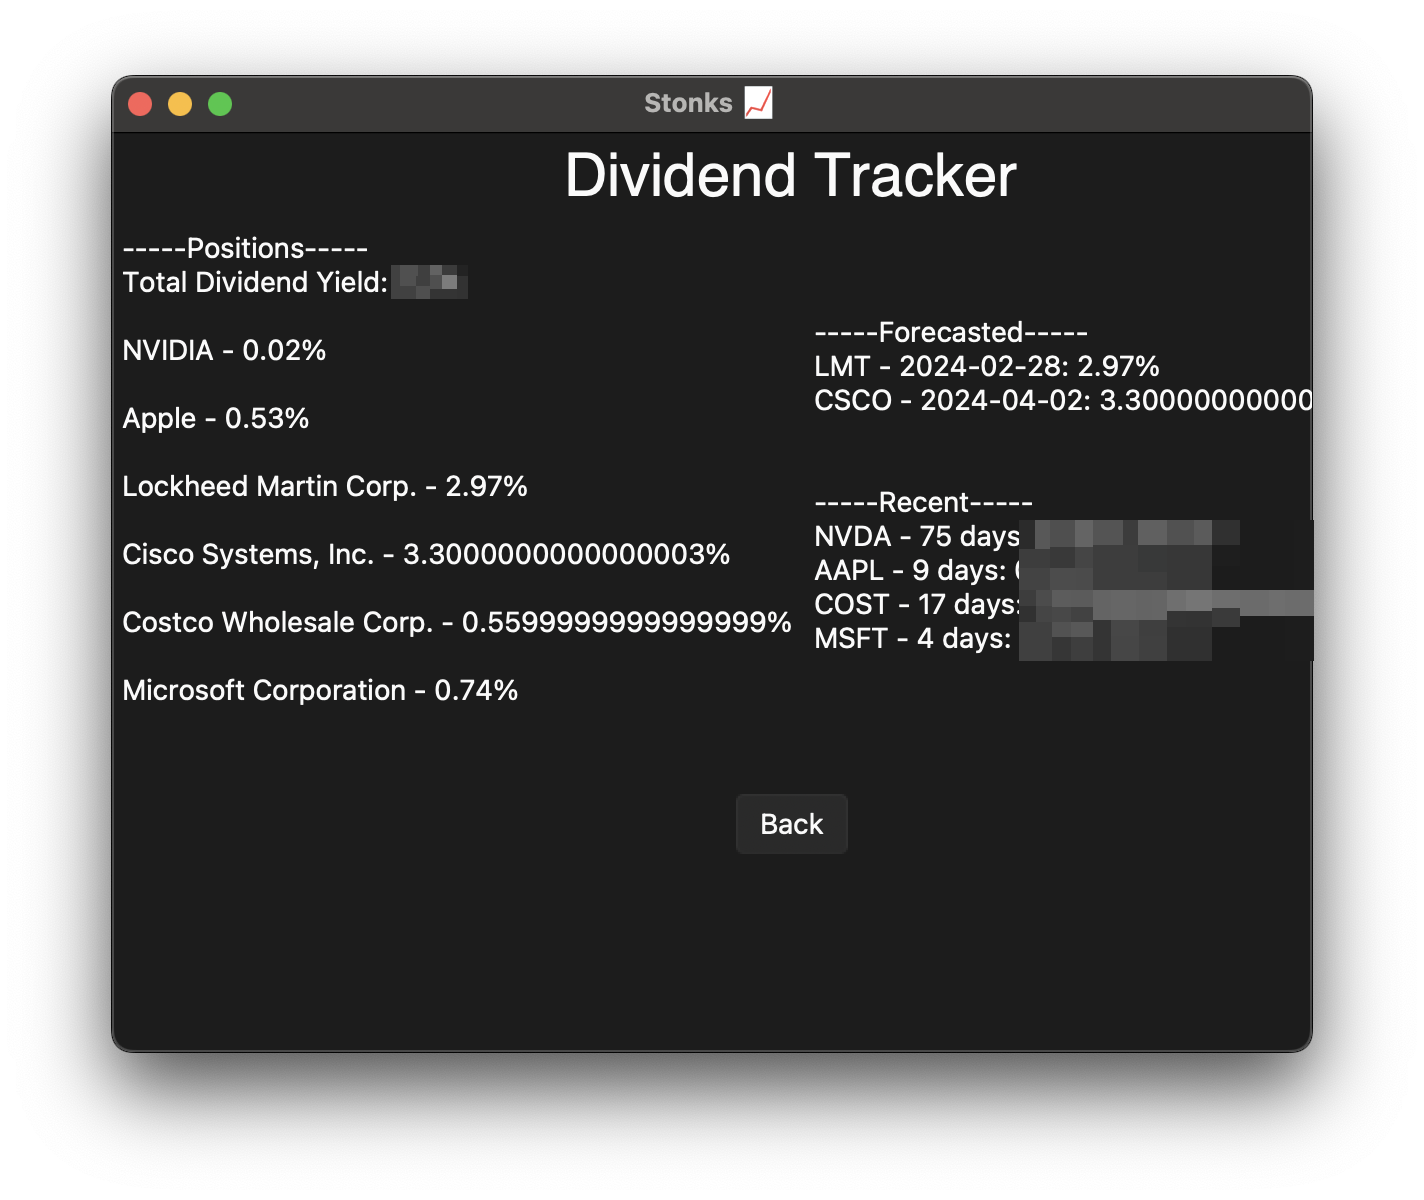 Stonks 📈
Dividend Tracker
-----Positions-----
Total Dividend Yield:
NVIDIA - 0.02%
Apple - 0.53%
Lockheed Martin Corp. - 2.97%
Cisco Systems, Inc. - 3.3000000000000003%
Costco Wholesale Corp. - 0.5599999999999999%
Microsoft Corporation - 0.74%
-----Forecasted-----
LMT - 2024-02-28: 2.97%
CSCO - 2024-04-02: 3.30000000000
-----Recent-----
NVDA - 75 days
AAPL - 9 days:
COST - 17 days:
MSFT - 4 days:
Back